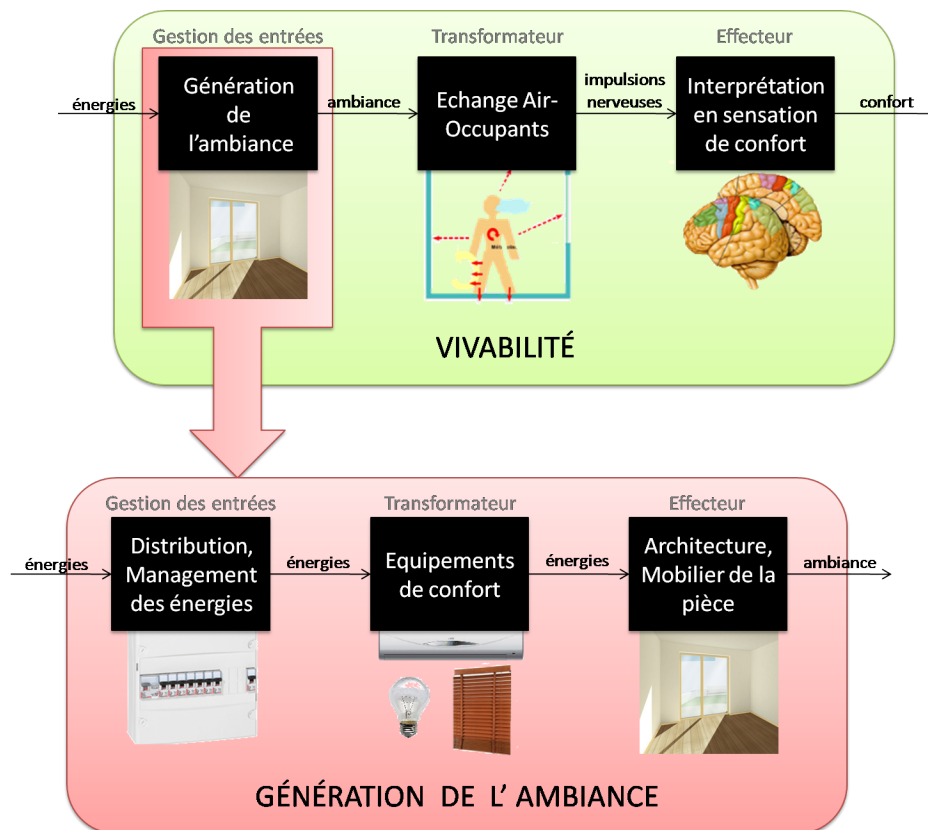 Gestion des entrées
Transformateur
Effecteur
énergies
Génération
de
l’ambiance
ambiance
Echange Air-
Occupants
impulsions
nerveuses
Interprétation
en sensation
de confort
confort
VIVABILITÉ
Gestion des entrées
Transformateur
Effecteur
énergies
Distribution,
Management
des énergies
énergies
Equipements
de confort
énergies
Architecture,
Mobilier de la
pièce
ambiance
GÉNÉRATION DE L’ AMBIANCE